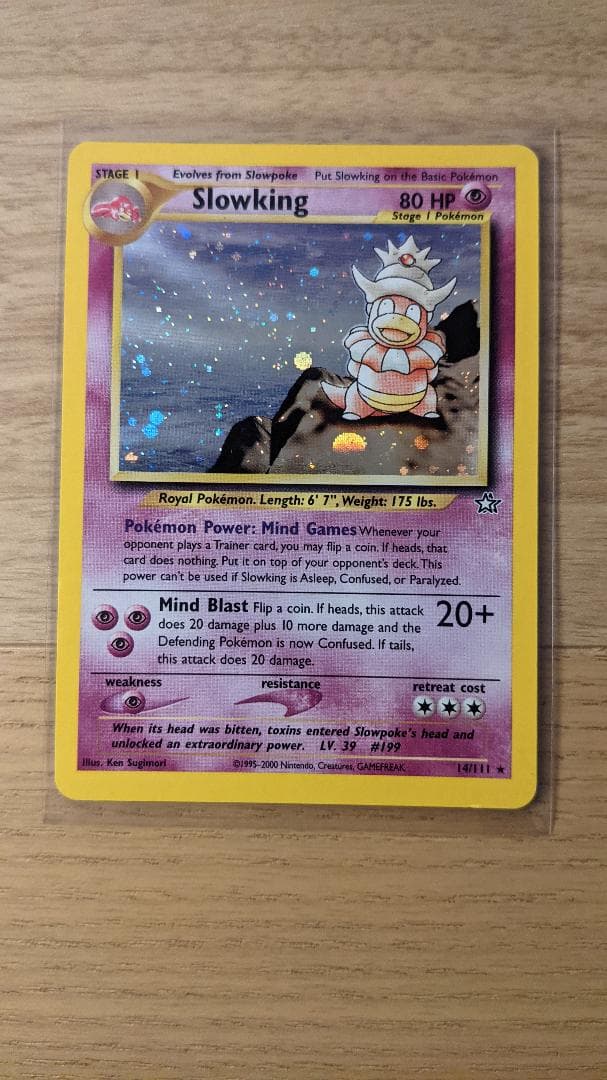 STAGE 1 Evolves from Slowpoke Put Slowking on the Basic Pokémon
Slowking 80 HP
Stage 1 Pokémon
Royal Pokémon. Length: 6' 7", Weight: 175 lbs.
Pokémon Power: Mind Games Whenever your
opponent plays a Trainer card, you may flip a coin. If heads, that
card does nothing. Put it on top of your opponent's deck. This
power can't be used if Slowking is Asleep, Confused, or Paralyzed.
Mind Blast Flip a coin. If heads, this attack 20+
does 20 damage plus 10 more damage and the
Defending Pokémon is now Confused. If tails,
this attack does 20 damage.
weakness resistance retreat cost
When its head was bitten, toxins entered Slowpoke's head and
unlocked an extraordinary power. LV. 39 #199
Illus. Ken Sugimori ©1995-2000 Nintendo, Creatures, GAMEFREAK 14/111